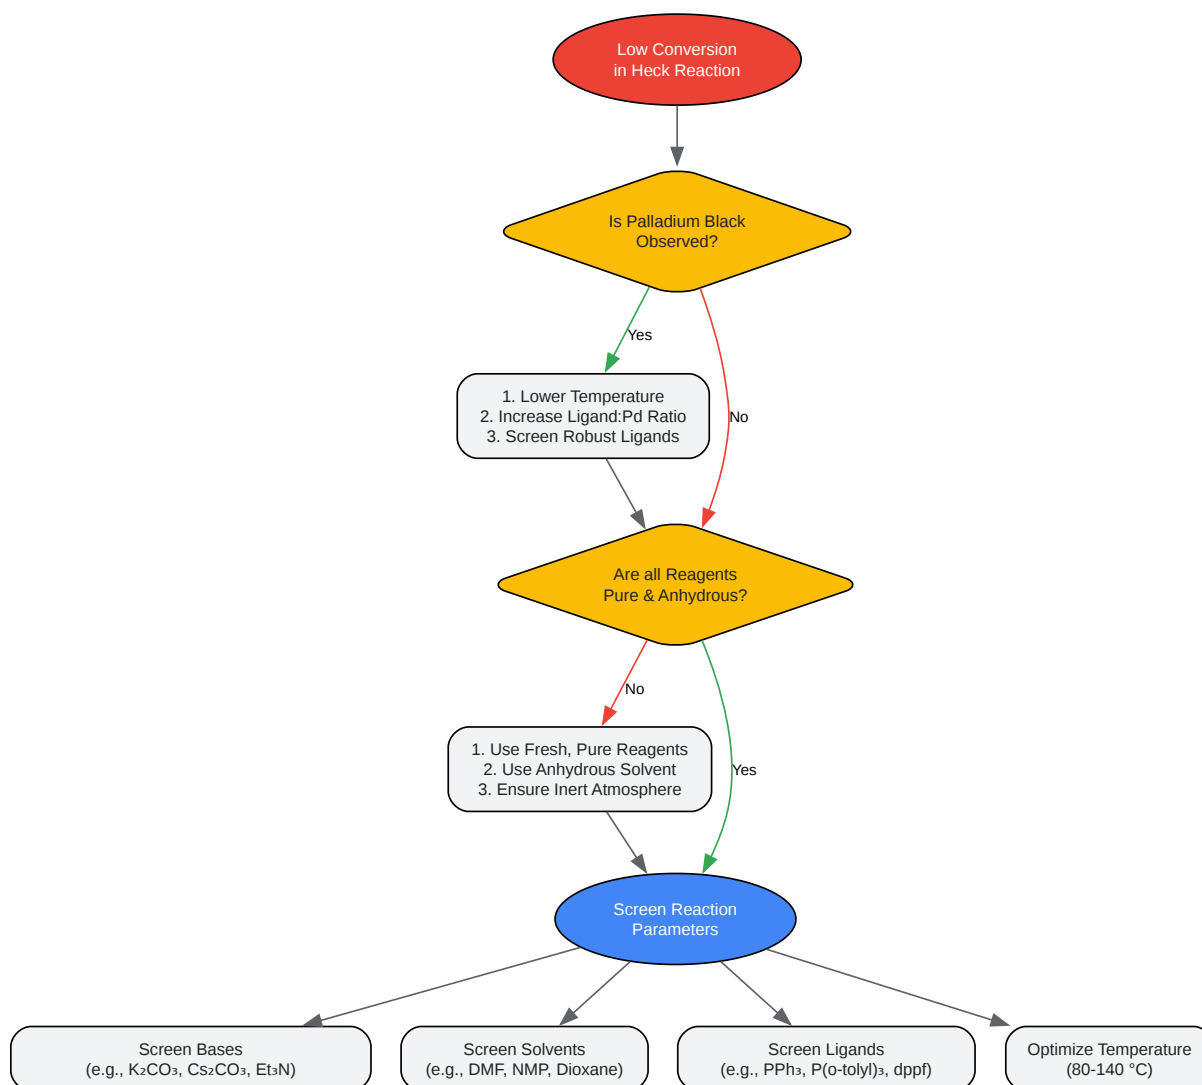 Low Conversion
in Heck Reaction
Is Palladium Black
Observed?
Yes
1. Lower Temperature
2. Increase Ligand:Pd Ratio
3. Screen Robust Ligands
No
Are all Reagents
Pure & Anhydrous?
No
1. Use Fresh, Pure Reagents
2. Use Anhydrous Solvent
3. Ensure Inert Atmosphere
Yes
Screen Reaction
Parameters
Screen Bases
(e.g., K₂CO₃, Cs₂CO₃, Et₃N)
Screen Solvents
(e.g., DMF, NMP, Dioxane)
Screen Ligands
(e.g., PPh₃, P(o-tolyl)₃, dppf)
Optimize Temperature
(80-140 °C)